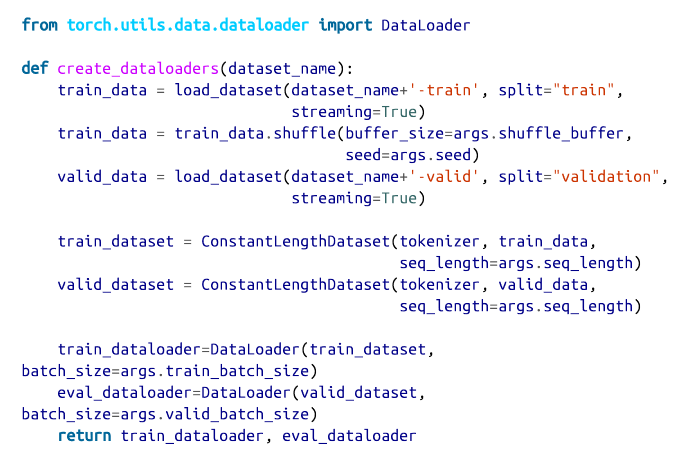 from torch.utils.data.dataloader import DataLoader

def create_dataloaders(dataset_name):
    train_data = load_dataset(dataset_name+'-train', split="train",
                              streaming=True)
    train_data = train_data.shuffle(buffer_size=args.shuffle_buffer,
                                    seed=args.seed)
    valid_data = load_dataset(dataset_name+'-valid', split="validation",
                              streaming=True)

    train_dataset = ConstantLengthDataset(tokenizer, train_data,
                                          seq_length=args.seq_length)
    valid_dataset = ConstantLengthDataset(tokenizer, valid_data,
                                          seq_length=args.seq_length)

    train_dataloader=DataLoader(train_dataset,
batch_size=args.train_batch_size)
    eval_dataloader=DataLoader(valid_dataset,
batch_size=args.valid_batch_size)
    return train_dataloader, eval_dataloader